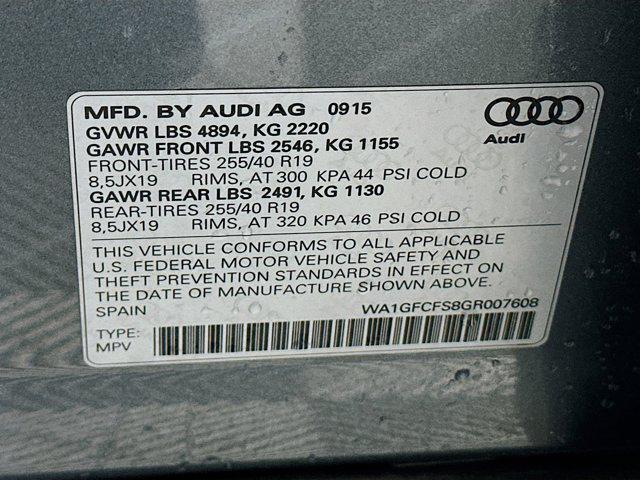 MFD. BY AUDI AG 0915
GVWR LBS 4894, KG 2220
GAWR FRONT LBS 2546, KG 1155
FRONT-TIRES 255/40 R19
8,5JX19 RIMS, AT 300 KPA 44 PSI COLD
GAWR REAR LBS 2491, KG 1130
REAR-TIRES 255/40 R19
8,5JX19 RIMS, AT 320 KPA 46 PSI COLD
Audi
THIS VEHICLE CONFORMS TO ALL APPLICABLE
U.S. FEDERAL MOTOR VEHICLE SAFETY AND
THEFT PREVENTION STANDARDS IN EFFECT ON
THE DATE OF MANUFACTURE SHOWN ABOVE.
SPAIN WA1GFCFS8GR007608
TYPE:
MPV